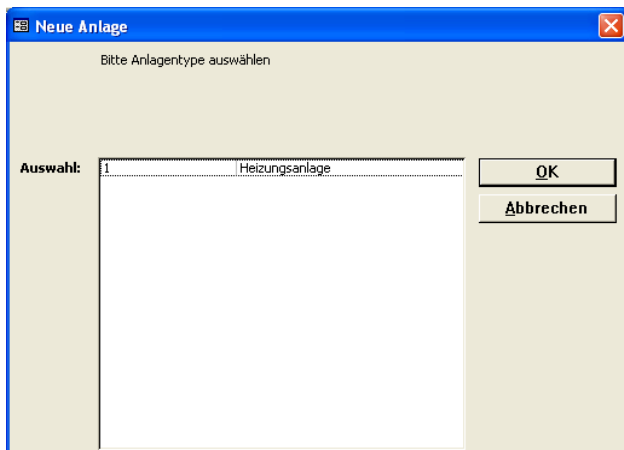 Neue Anlage
Bitte Anlagentype auswählen
Auswahl:
1 Heizungsanlage
OK
Abbrechen